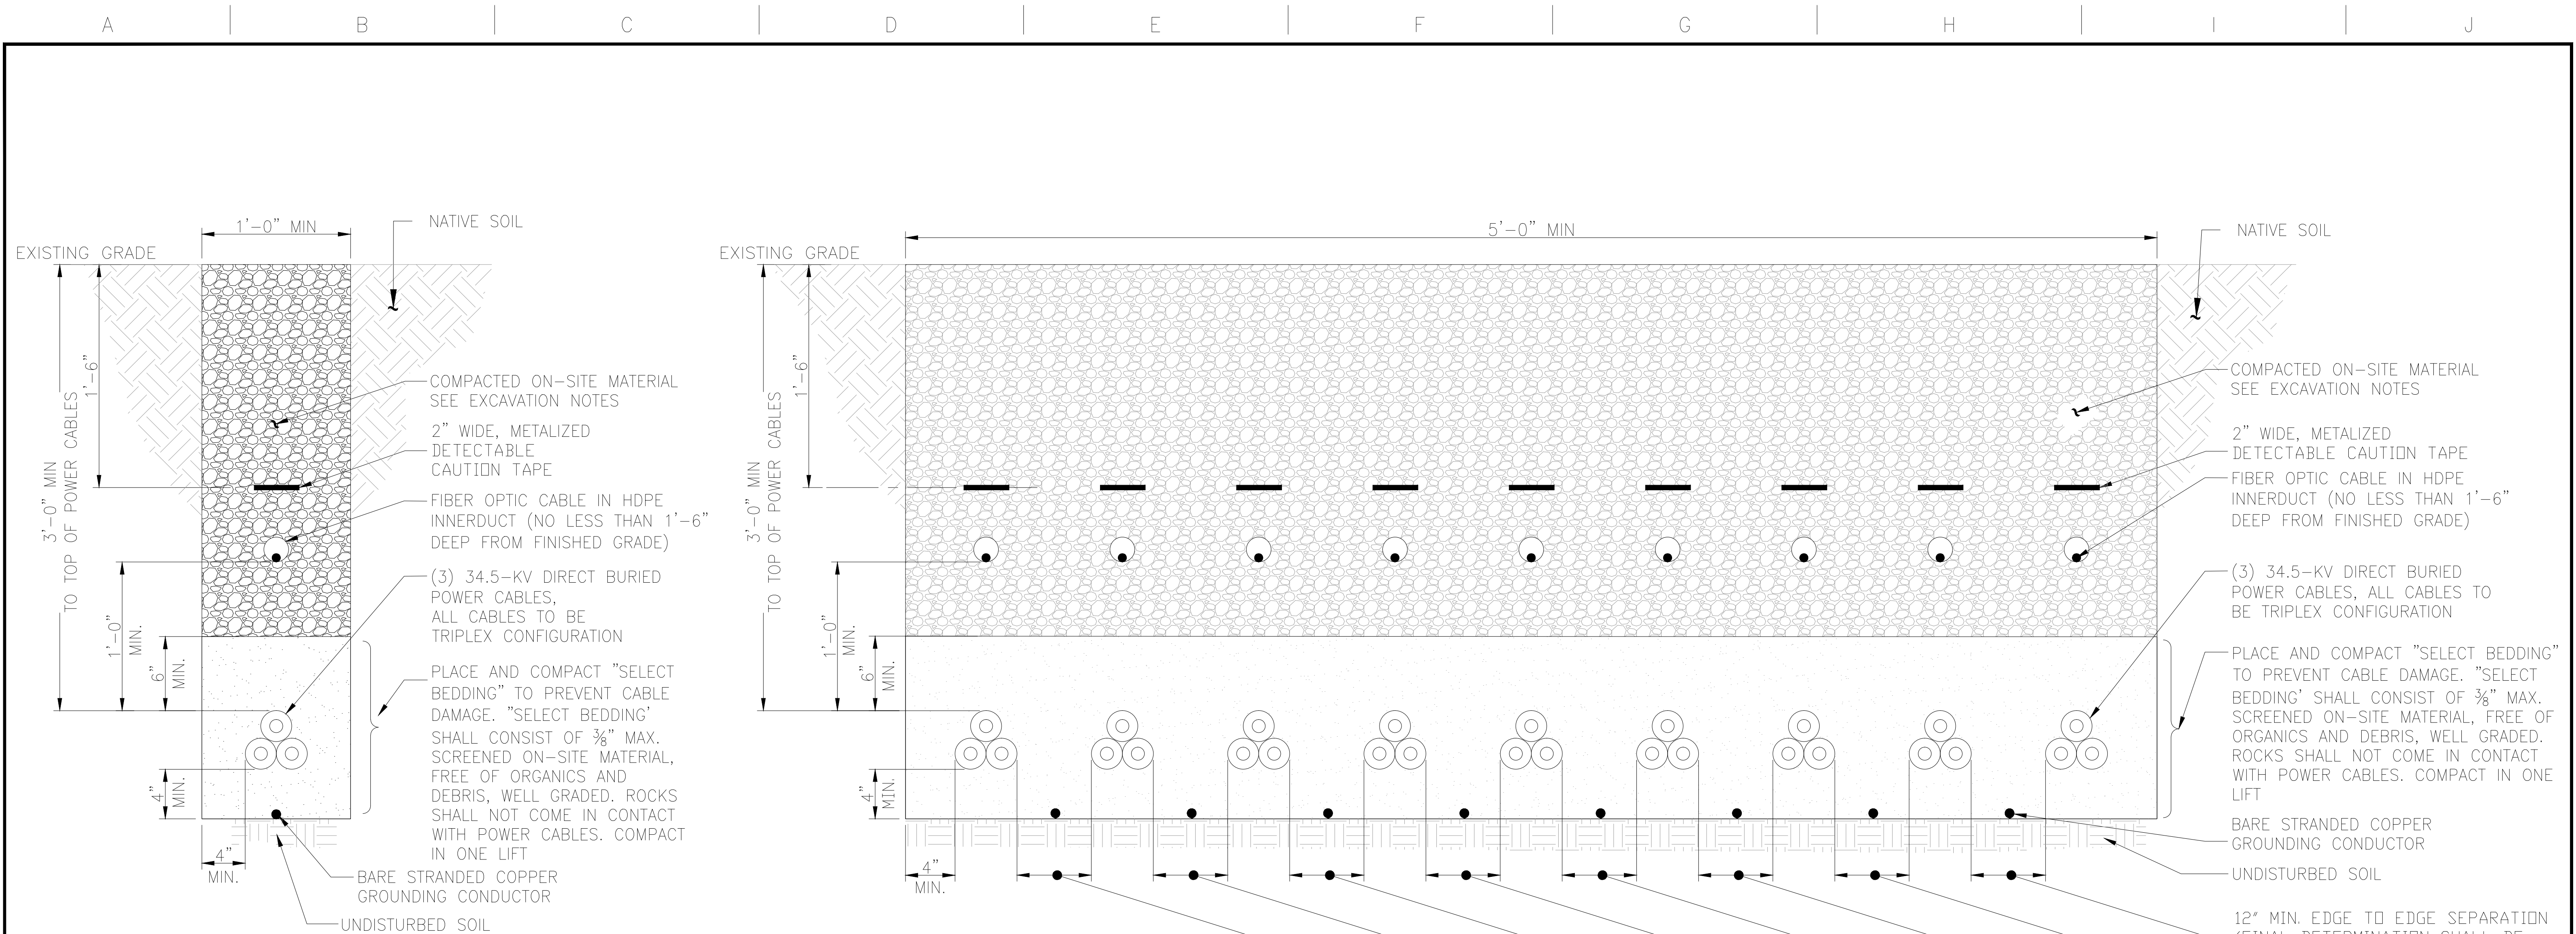 A B C D E F G H I J
1'-0" MIN
NATIVE SOIL
EXISTING GRADE
3'-0" MIN
TO TOP OF POWER CABLES
1'-6"
COMPACTED ON-SITE MATERIAL
SEE EXCAVATION NOTES
2" WIDE, METALIZED
DETECTABLE
CAUTION TAPE
FIBER OPTIC CABLE IN HDPE
INNERDUCT (NO LESS THAN 1'-6"
DEEP FROM FINISHED GRADE)
1'-0"
MIN.
6"
MIN.
(3) 34.5-KV DIRECT BURIED
POWER CABLES,
ALL CABLES TO BE
TRIPLEX CONFIGURATION
PLACE AND COMPACT "SELECT
BEDDING" TO PREVENT CABLE
DAMAGE. "SELECT BEDDING'
SHALL CONSIST OF ⅜" MAX.
SCREENED ON-SITE MATERIAL,
FREE OF ORGANICS AND
DEBRIS, WELL GRADED. ROCKS
SHALL NOT COME IN CONTACT
WITH POWER CABLES. COMPACT
IN ONE LIFT
4"
MIN.
4"
MIN.
BARE STRANDED COPPER
GROUNDING CONDUCTOR
UNDISTURBED SOIL
5'-0" MIN
NATIVE SOIL
EXISTING GRADE
3'-0" MIN
TO TOP OF POWER CABLES
1'-6"
COMPACTED ON-SITE MATERIAL
SEE EXCAVATION NOTES
2" WIDE, METALIZED
DETECTABLE CAUTION TAPE
FIBER OPTIC CABLE IN HDPE
INNERDUCT (NO LESS THAN 1'-6"
DEEP FROM FINISHED GRADE)
1'-0"
MIN.
6"
MIN.
(3) 34.5-KV DIRECT BURIED
POWER CABLES, ALL CABLES TO
BE TRIPLEX CONFIGURATION
PLACE AND COMPACT "SELECT BEDDING"
TO PREVENT CABLE DAMAGE. "SELECT
BEDDING' SHALL CONSIST OF ⅜" MAX.
SCREENED ON-SITE MATERIAL, FREE OF
ORGANICS AND DEBRIS, WELL GRADED.
ROCKS SHALL NOT COME IN CONTACT
WITH POWER CABLES. COMPACT IN ONE
LIFT
4"
MIN.
4"
MIN.
BARE STRANDED COPPER
GROUNDING CONDUCTOR
UNDISTURBED SOIL
12" MIN. EDGE TO EDGE SEPARATION
(FINAL DETERMINATION SHALL BE